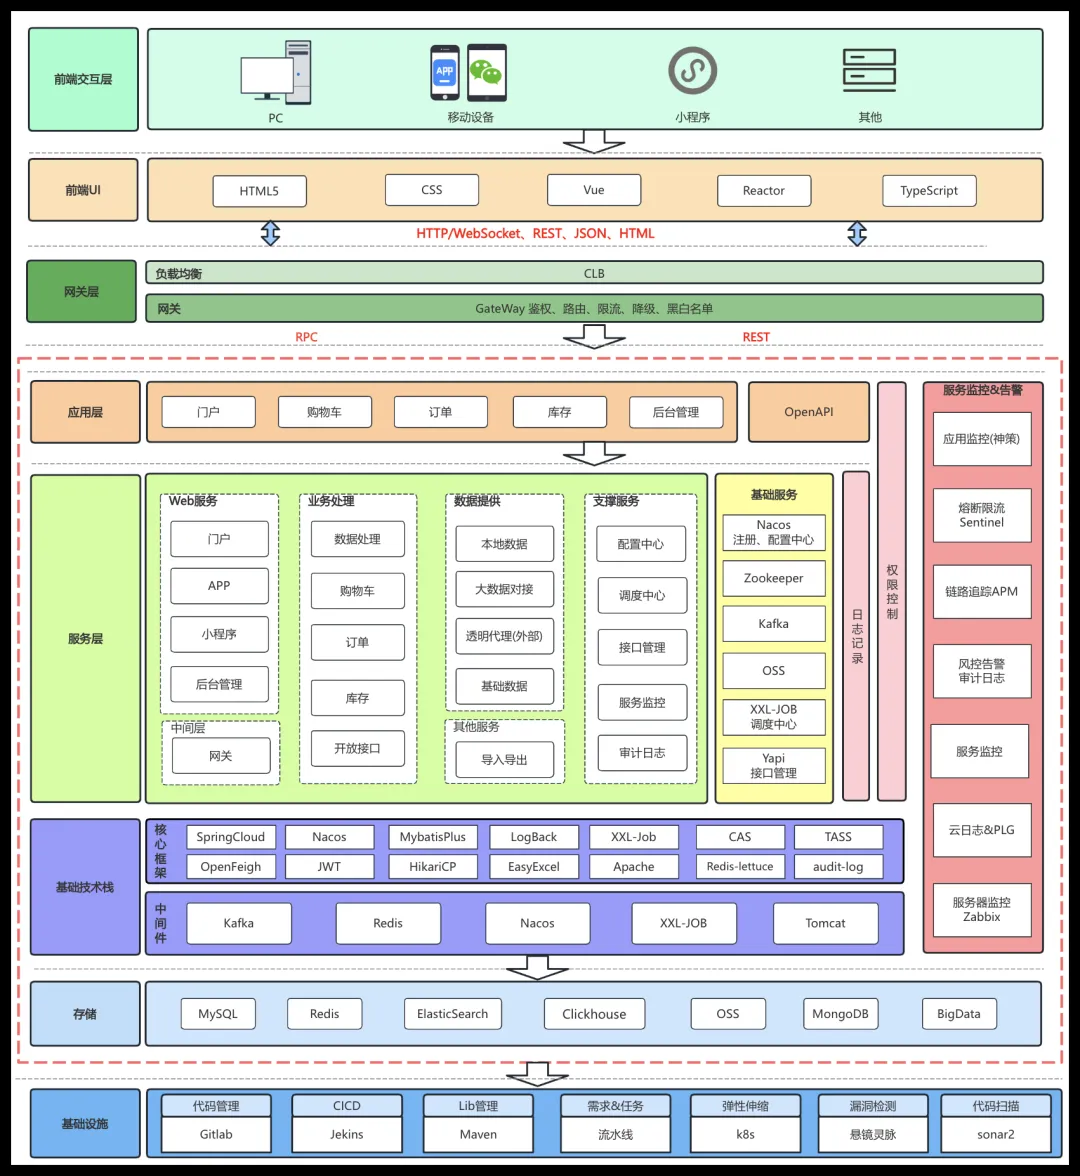 前端交互层
APP
PC
移动设备
小程序
其他
前端UI
HTML5
CSS
Vue
Reactor
TypeScript
HTTP/WebSocket、REST、JSON、HTML
网关层
负载均衡
CLB
网关
GateWay 鉴权、路由、限流、降级、黑白名单
RPC
REST
应用层
门户
购物车
订单
库存
后台管理
OpenAPI
服务层
Web服务
门户
APP
小程序
后台管理
中间层
网关
业务处理
数据处理
购物车
订单
库存
开放接口
数据提供
本地数据
大数据对接
透明代理(外部)
基础数据
其他服务
导入导出
支撑服务
配置中心
调度中心
接口管理
服务监控
审计日志
基础服务
Nacos
注册、配置中心
Zookeeper
Kafka
OSS
XXL-JOB
调度中心
Yapi
接口管理
日志记录
权限控制
服务监控&告警
应用监控(神策)
熔断限流
Sentinel
链路追踪APM
风控告警
审计日志
服务监控
云日志&PLG
服务器监控
Zabbix
基础技术栈
核心框架
SpringCloud
Nacos
MybatisPlus
LogBack
XXL-Job
CAS
TASS
OpenFeigh
JWT
HikariCP
EasyExcel
Apache
Redis-lettuce
audit-log
中间件
Kafka
Redis
Nacos
XXL-JOB
Tomcat
存储
MySQL
Redis
ElasticSearch
Clickhouse
OSS
MongoDB
BigData
基础设施
代码管理
Gitlab
CICD
Jekins
Lib管理
Maven
需求&任务
流水线
弹性伸缩
k8s
漏洞检测
悬镜灵脉
代码扫描
sonar2